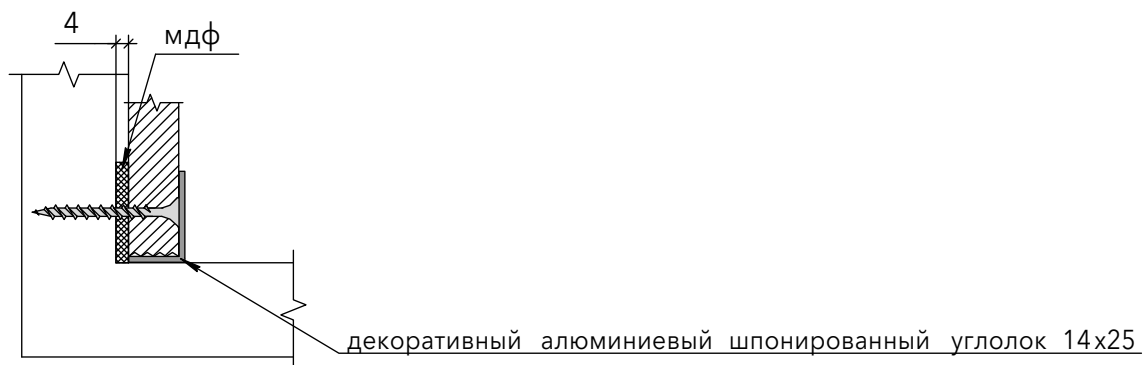 4
мдф
декоративный алюминиевый шпонированный углолок 14х25